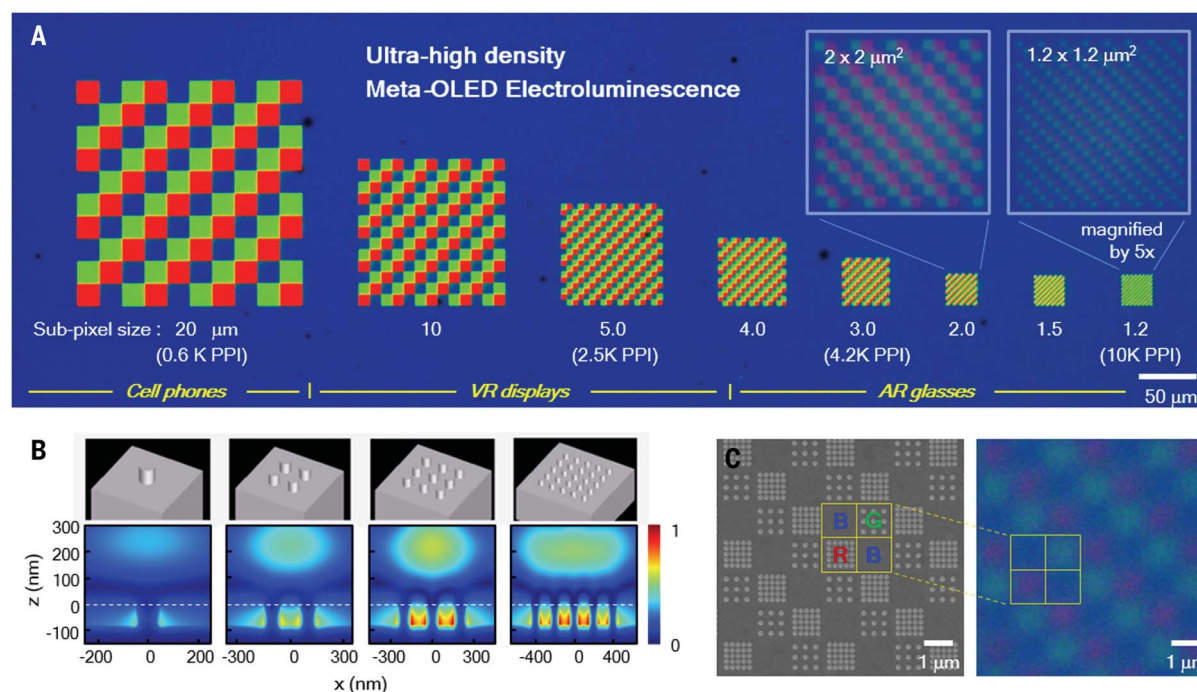 A
Ultra-high density
Meta-OLED Electroluminescence
2 x 2 μm²
1.2 x 1.2 μm²
magnified
by 5x
Sub-pixel size : 20 μm 10 5.0 4.0 3.0 2.0 1.5 1.2
(0.6 K PPI) (2.5K PPI) (4.2K PPI) (10K PPI)
Cell phones VR displays AR glasses
50 μm
B
300
200
100
0
-100
z (nm)
-200 0 200
-300 0 300
-300 0 300
-400 0 400
x (nm)
1
0
C
B G
R B
1 μm
1 μm